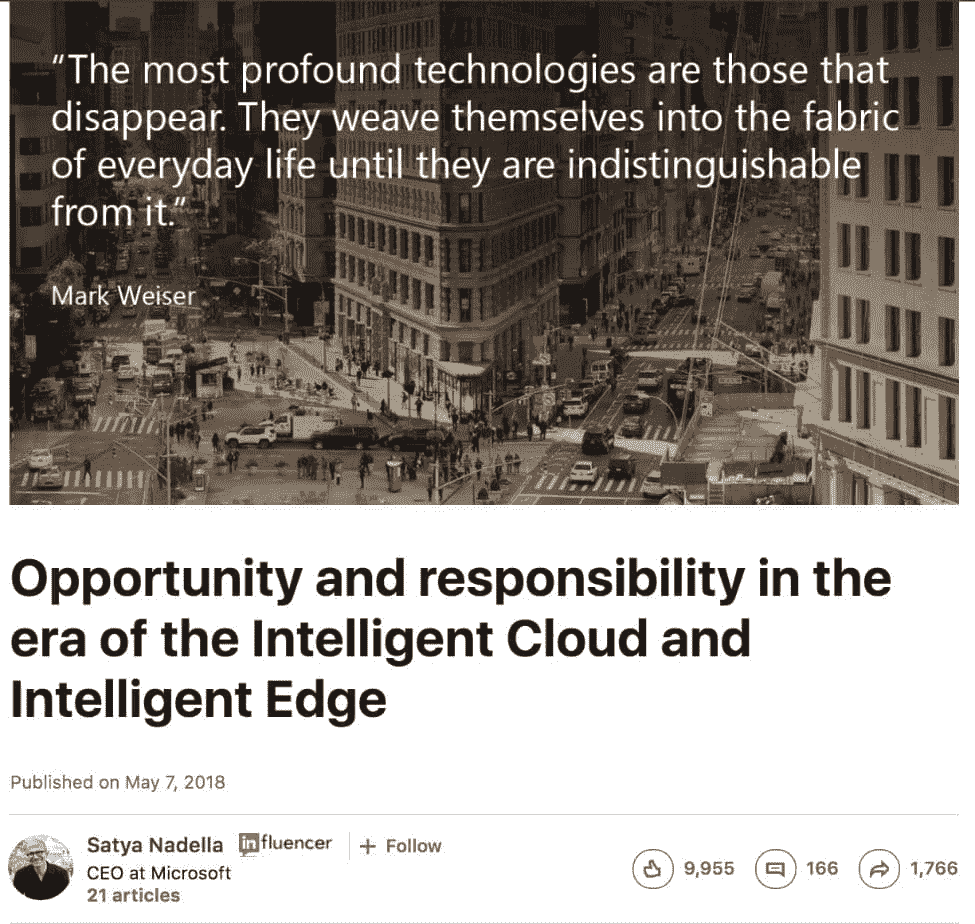 “The most profound technologies are those that
disappear. They weave themselves into the fabric
of everyday life until they are indistinguishable
from it.”
Mark Weiser
Opportunity and responsibility in the
era of the Intelligent Cloud and
Intelligent Edge
Published on May 7, 2018
Satya Nadella influencer + Follow
CEO at Microsoft
21 articles
9,955 166 1,766